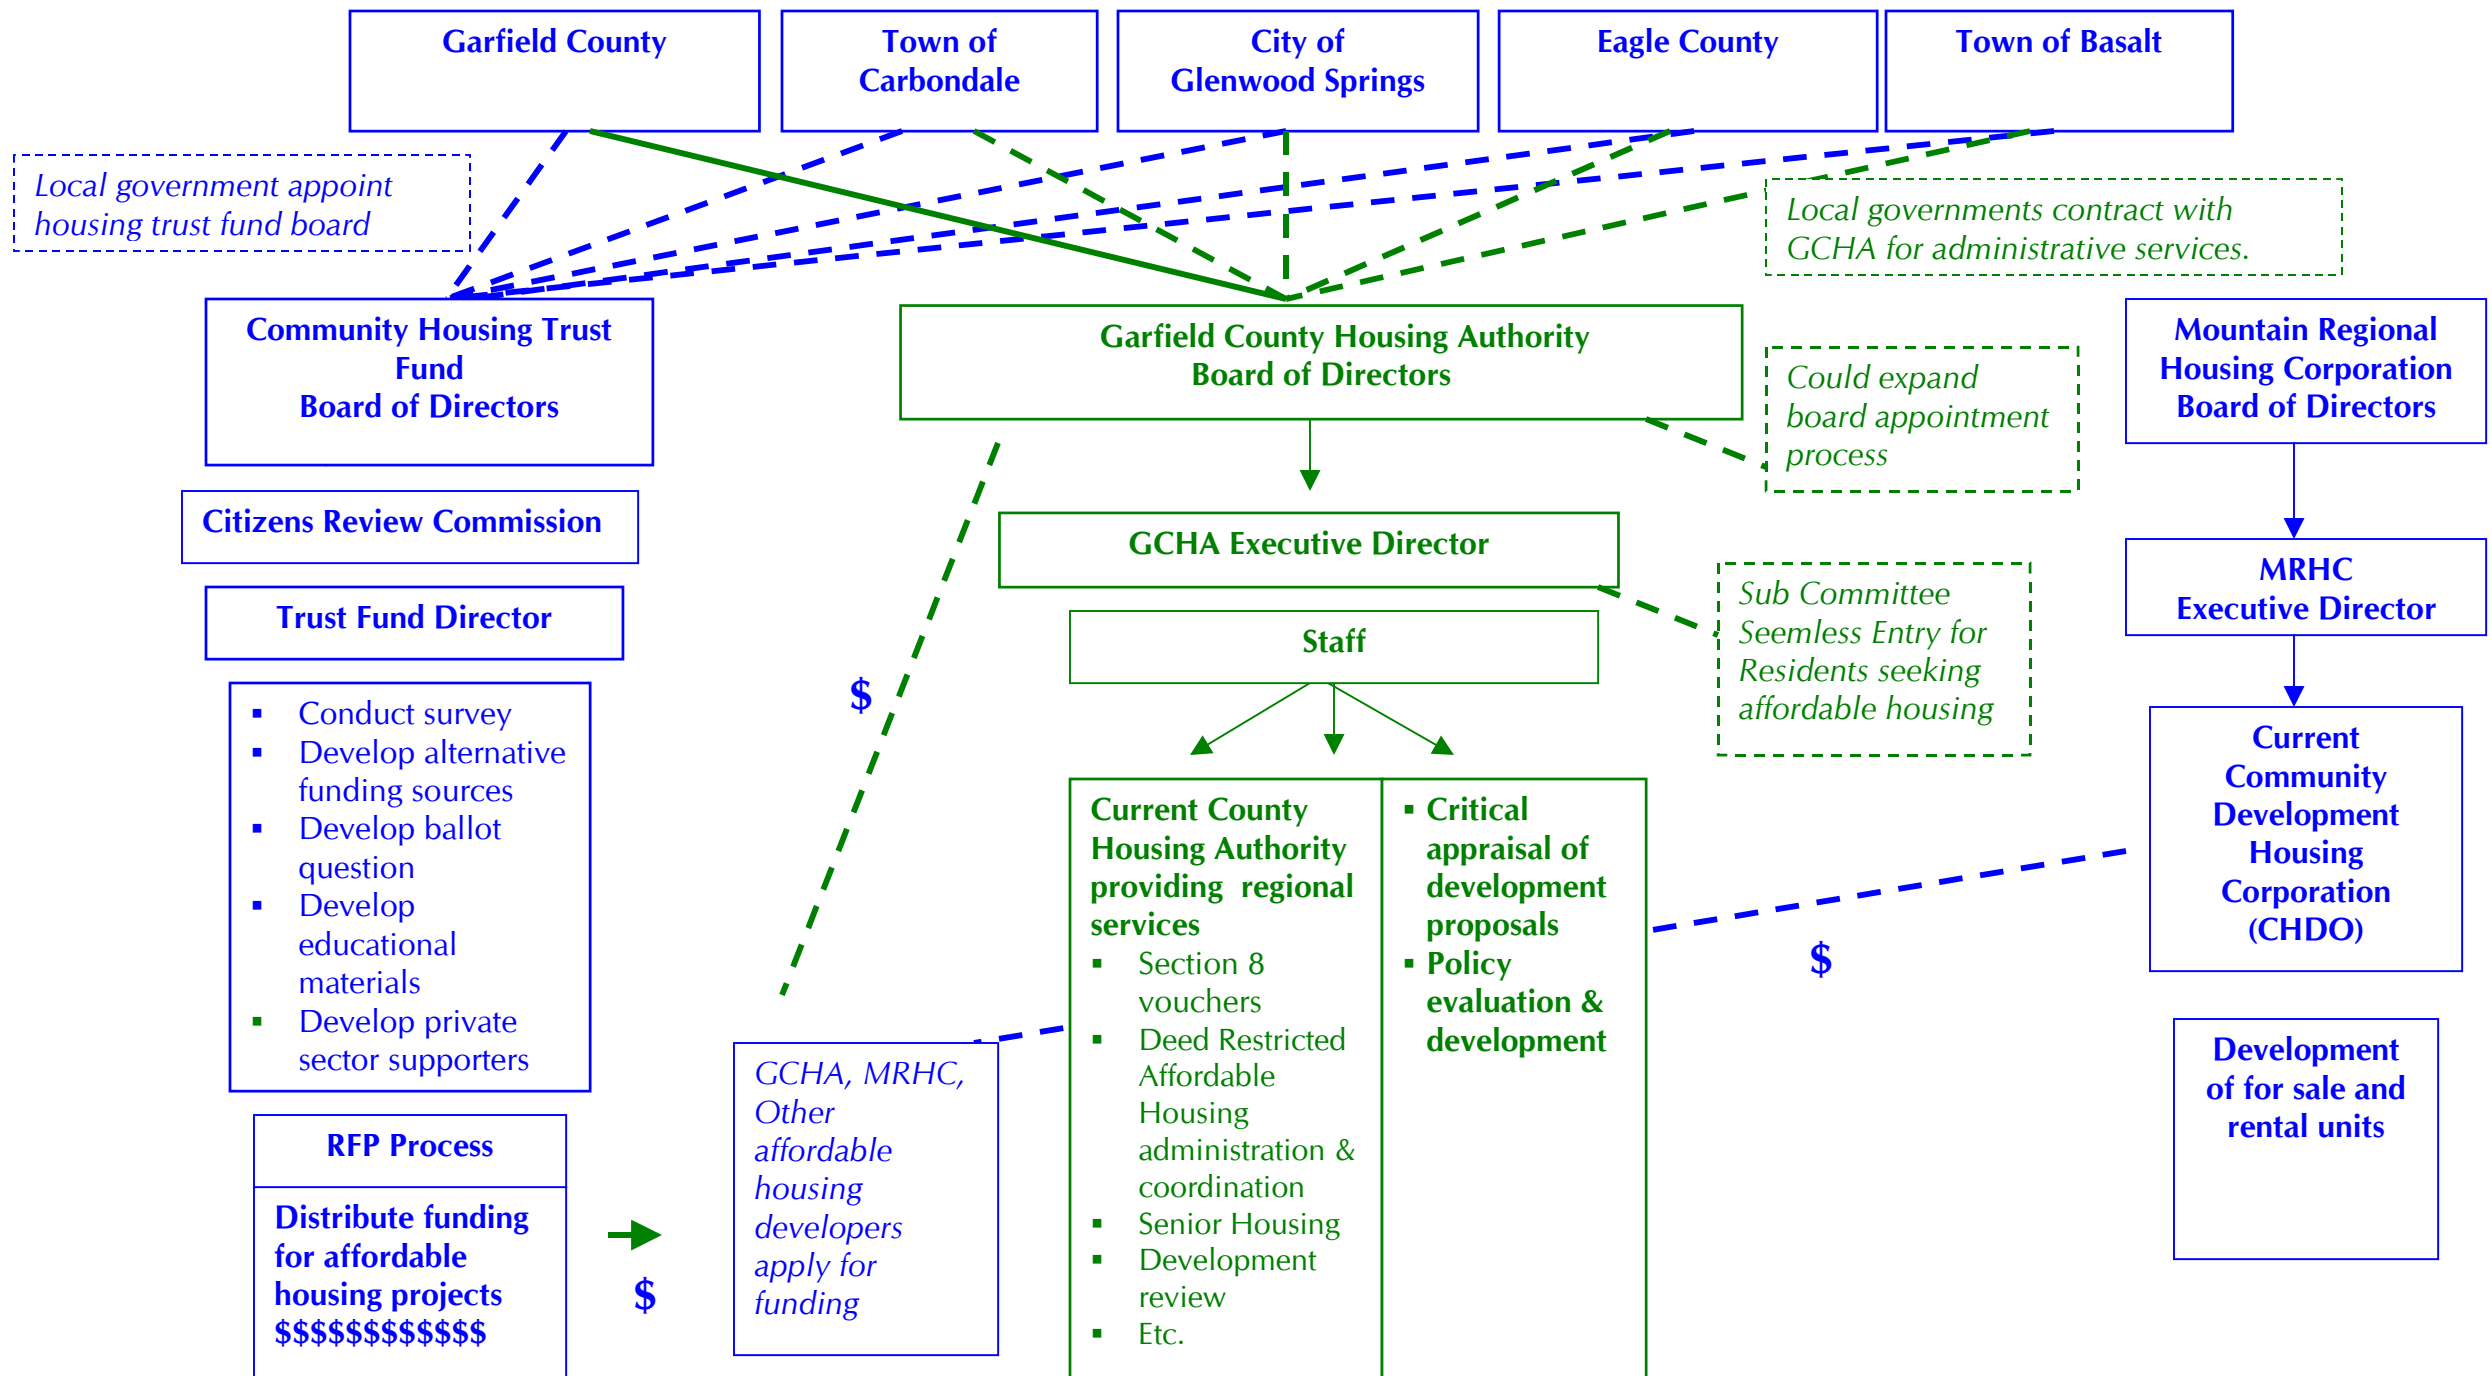 Garfield County
Town of
Carbondale
City of
Glenwood Springs
Eagle County
Town of Basalt
Local government appoint
housing trust fund board
Local governments contract with
GCHA for administrative services.
Community Housing Trust
Fund
Board of Directors
Garfield County Housing Authority
Board of Directors
Could expand
board appointment
process
Mountain Regional
Housing Corporation
Board of Directors
Citizens Review Commission
GCHA Executive Director
MRHC
Executive Director
Trust Fund Director
Staff
Sub Committee
Seemless Entry for
Residents seeking
affordable housing
▪ Conduct survey
▪ Develop alternative
funding sources
▪ Develop ballot
question
▪ Develop
educational
materials
▪ Develop private
sector supporters
$
Current County
Housing Authority
providing regional
services
▪ Section 8
vouchers
▪ Deed Restricted
Affordable
Housing
administration &
coordination
▪ Senior Housing
▪ Development
review
▪ Etc.
▪ Critical
appraisal of
development
proposals
▪ Policy
evaluation &
development
$
Current
Community
Development
Housing
Corporation
(CHDO)
Development
of for sale and
rental units
RFP Process
Distribute funding
for affordable
housing projects
$$$$$$$$$$$$
$
GCHA, MRHC,
Other
affordable
housing
developers
apply for
funding